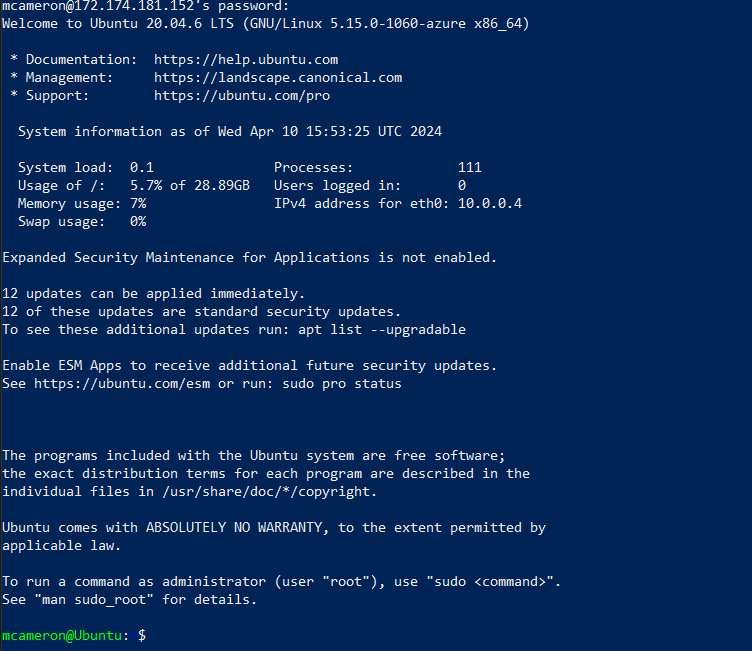 mcameron@172.174.181.152's password:
Welcome to Ubuntu 20.04.6 LTS (GNU/Linux 5.15.0-1060-azure x86_64)
* Documentation: https://help.ubuntu.com
* Management: https://landscape.canonical.com
* Support: https://ubuntu.com/pro
System information as of Wed Apr 10 15:53:25 UTC 2024
System load: 0.1 Processes: 111
Usage of /: 5.7% of 28.89GB Users logged in: 0
Memory usage: 7% IPv4 address for eth0: 10.0.0.4
Swap usage: 0%
Expanded Security Maintenance for Applications is not enabled.
12 updates can be applied immediately.
12 of these updates are standard security updates.
To see these additional updates run: apt list --upgradable
Enable ESM Apps to receive additional future security updates.
See https://ubuntu.com/esm or run: sudo pro status
The programs included with the Ubuntu system are free software;
the exact distribution terms for each program are described in the
individual files in /usr/share/doc/*/copyright.
Ubuntu comes with ABSOLUTELY NO WARRANTY, to the extent permitted by
applicable law.
To run a command as administrator (user "root"), use "sudo <command>".
See "man sudo_root" for details.
mcameron@Ubuntu:~$